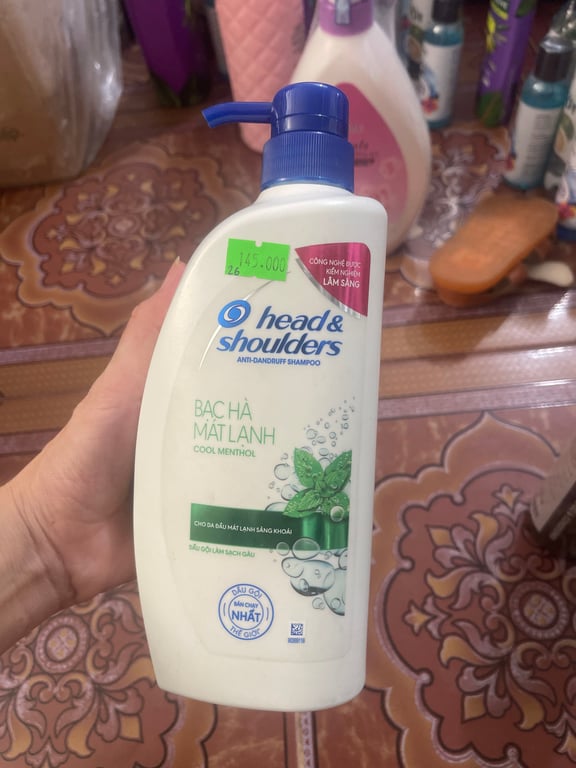 145.000
26
CÔNG NGHỆ ĐƯỢC
KIỂM NGHIỆM
LÂM SÀNG
head &
shoulders
ANTI-DANDRUFF SHAMPOO
BẠC HÀ
MÁT LẠNH
COOL MENTHOL
CHO DA ĐẦU MÁT LẠNH SẢNG KHOÁI
DẦU GỘI LÀM SẠCH GÀU
DẦU GỘI
BÁN CHẠY
NHẤT
THẾ GIỚI